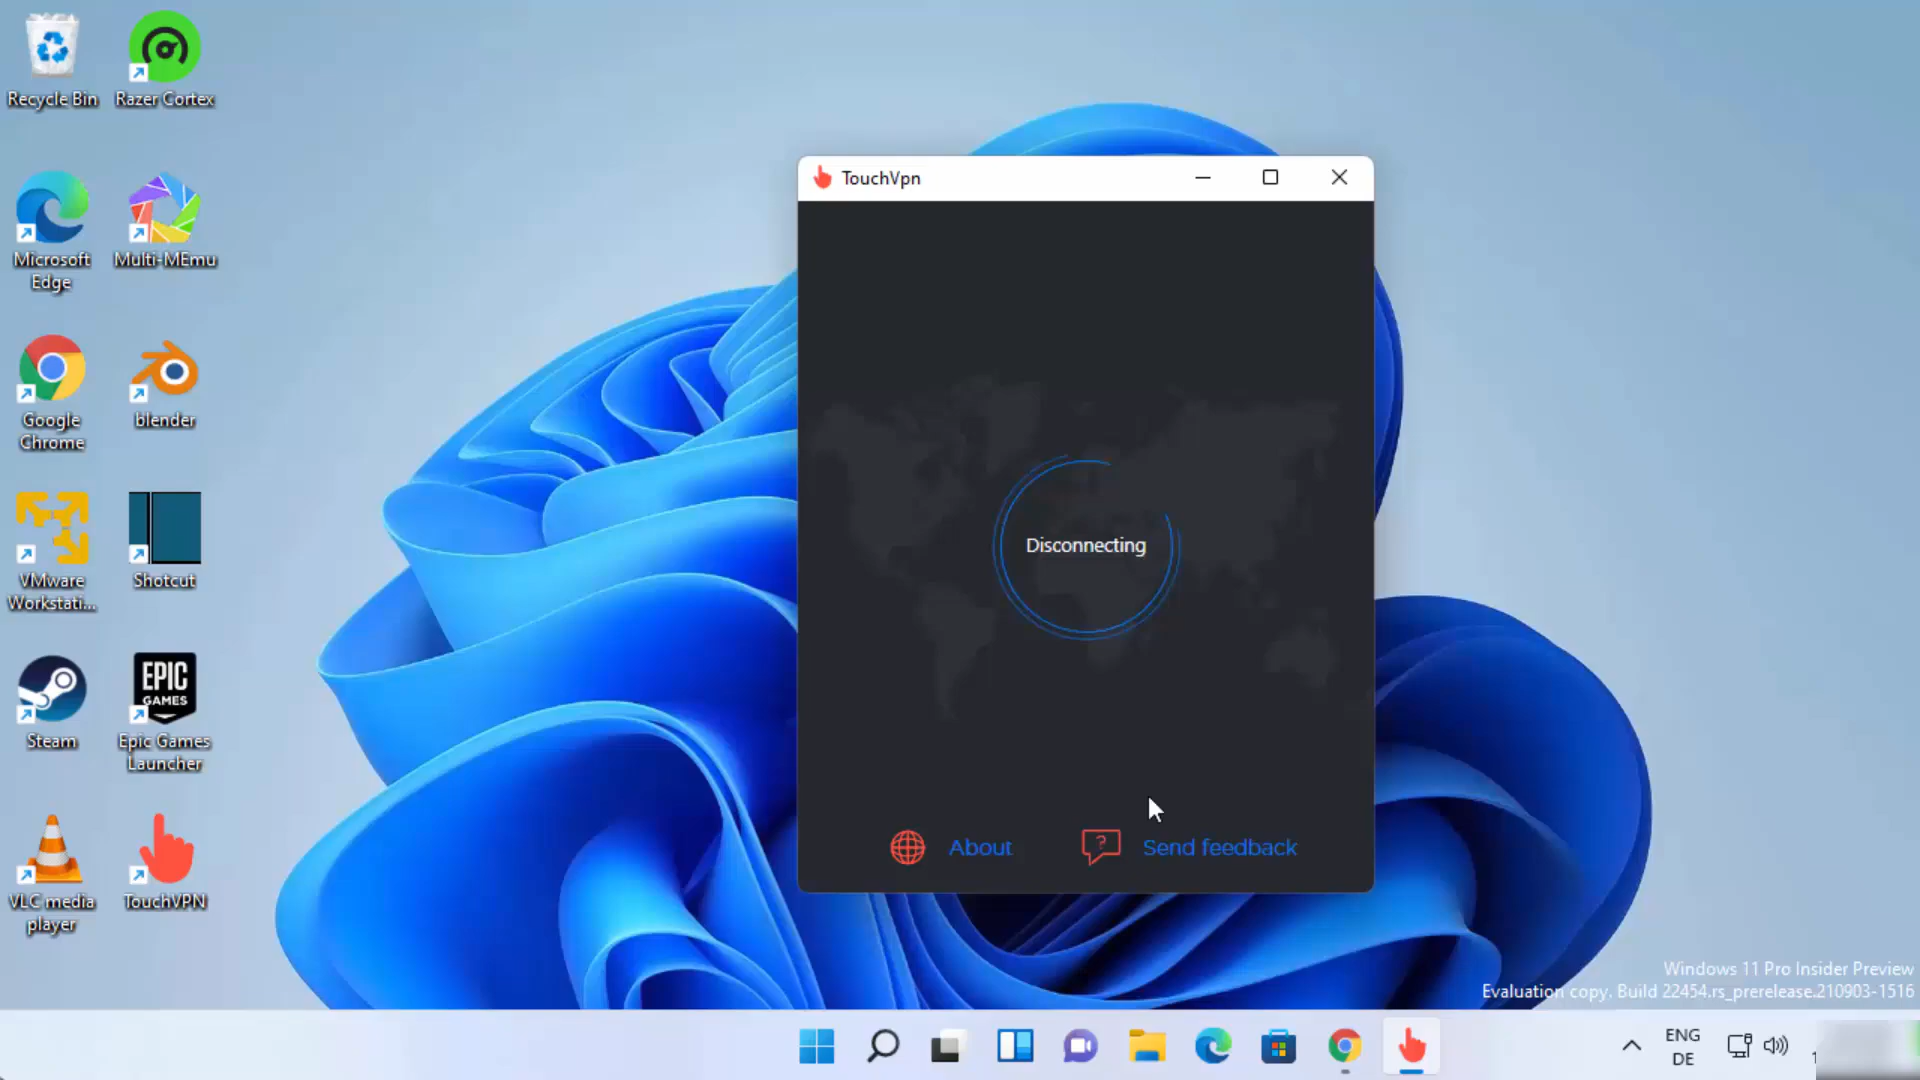 Recycle Bin
Razer Cortex
Microsoft
Edge
Multi-MEmu
Google
Chrome
blender
VMware
Workstati...
Shotcut
Steam
EPIC
GAMES
Epic Games
Launcher
VLC media
player
TouchVPN
TouchVpn
Disconnecting
?
About
Send feedback
Windows 11 Pro Insider Preview
Evaluation copy. Build 22454.rs_prerelease.210903-1516
ENG
DE